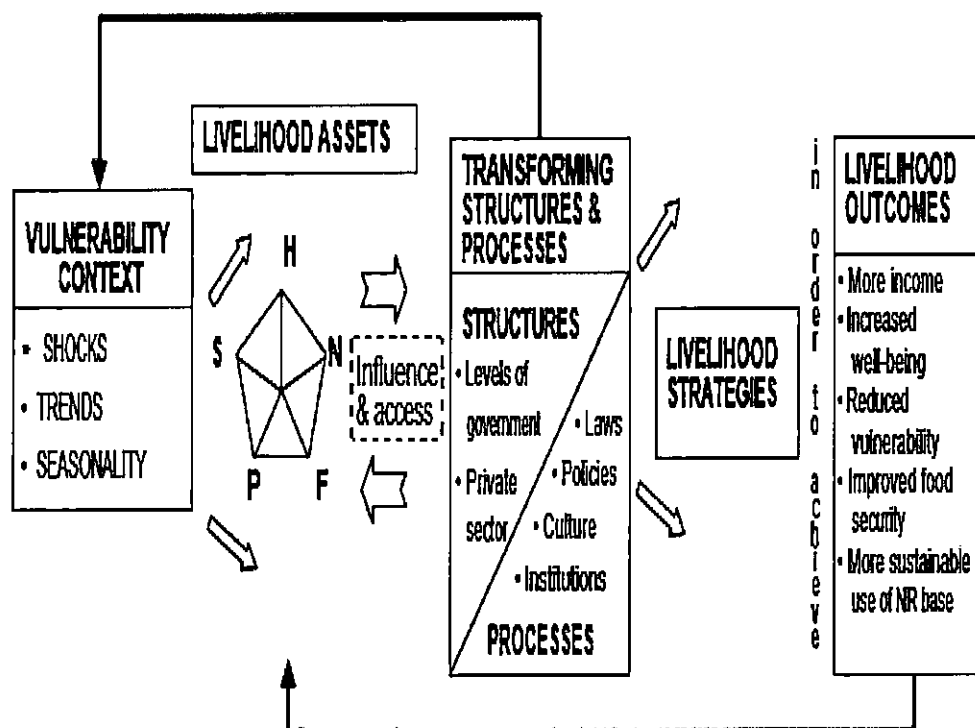 LIVELIHOOD ASSETS
VULNERABILITY
CONTEXT
• SHOCKS
• TRENDS
• SEASONALITY
H
S
N
P
F
Influence
& access
TRANSFORMING
STRUCTURES &
PROCESSES
STRUCTURES
• Levels of
government
• Private
sector
• Laws
• Policies
• Culture
• Institutions
PROCESSES
LIVELIHOOD
STRATEGIES
in order to achieve
LIVELIHOOD
OUTCOMES
• More income
• Increased
well-being
• Reduced
vulnerability
• Improved food
security
• More sustainable
use of NR base